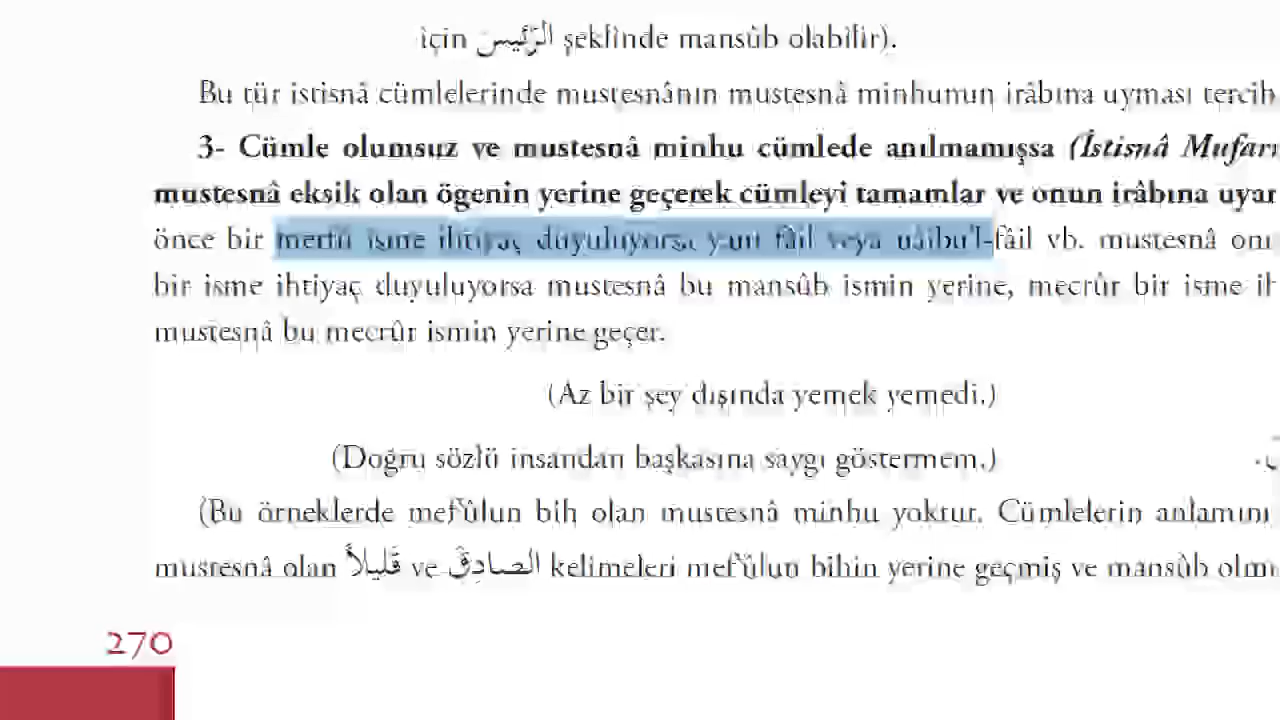 için الرَّئِيسَ şeklinde mansûb olabilir).
Bu tür istisnâ cümlelerinde mustesnânın mustesnâ minhunun irâbına uyması tercih
3- Cümle olumsuz ve mustesnâ minhu cümlede anılmamışsa (İstisnâ Mufarr
mustesnâ eksik olan ögenin yerine geçerek cümleyi tamamlar ve onun irâbına uyar
önce bir merfû isme ihtiyaç duyuluyorsa yani fâil veya nâibu'l-fâil vb. mustesnâ onu
bir isme ihtiyaç duyuluyorsa mustesnâ bu mansûb ismin yerine, mecrûr bir isme ih
mustesnâ bu mecrûr ismin yerine geçer.
(Az bir şey dışında yemek yemedi.)
(Doğru sözlü insandan başkasına saygı göstermem.)
(Bu örneklerde mef'ûlun bih olan mustesnâ minhu yoktur. Cümlelerin anlamını
mustesnâ olan قَلِيلاً ve الصادِقَ kelimeleri mef'ûlun bihin yerine geçmiş ve mansûb olmu
270